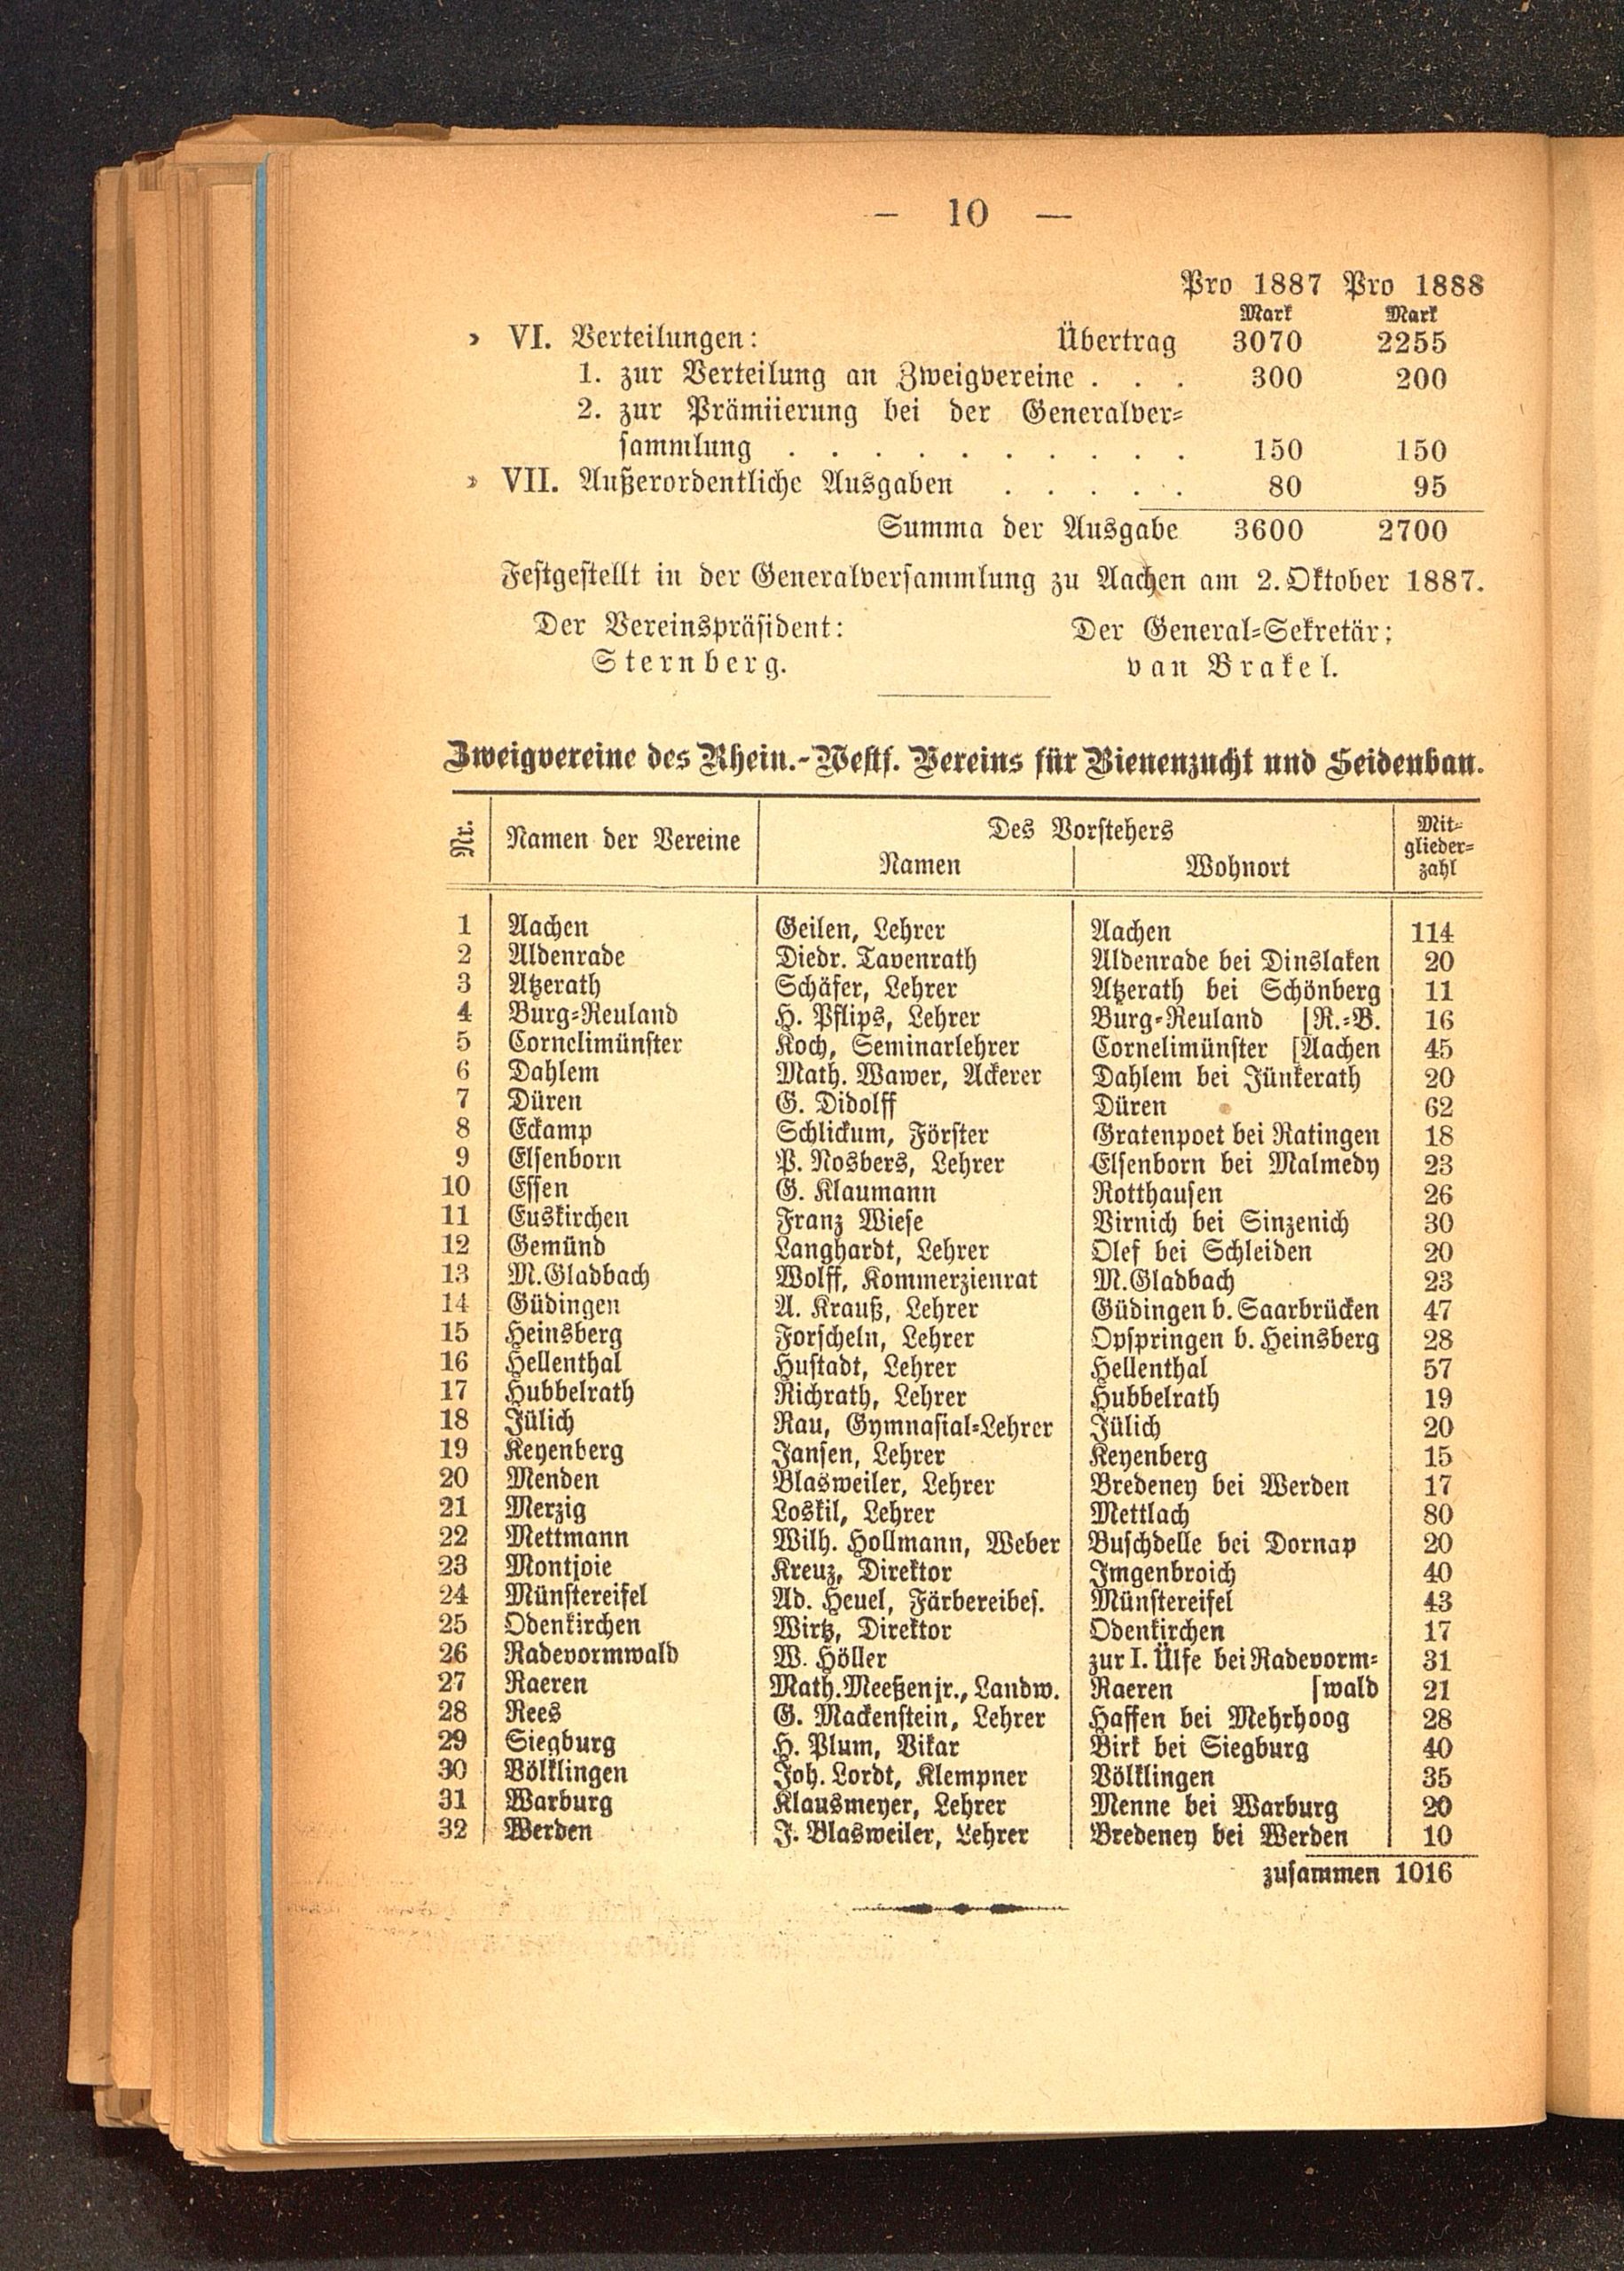 — 10 —
Pro 1887 Pro 1888
Mark Mark
» VI. Verteilungen: Übertrag 3070 2255
1. zur Verteilung an Zweigvereine . . . 300 200
2. zur Prämiierung bei der Generalver-
sammlung . . . . . . . . . . 150 150
» VII. Außerordentliche Ausgaben . . . . . 80 95
Summa der Ausgabe 3600 2700
Festgestellt in der Generalversammlung zu Aachen am 2. Oktober 1887.
Der Vereinspräsident: Der General-Sekretär:
Sternberg. van Brakel.
Zweigvereine des Rhein.-Westf. Vereins für Bienenzucht und Seidenbau.
Nr. Namen der Vereine Des Vorstehers Mit-
glieder-
zahl
Namen Wohnort
1 Aachen Geilen, Lehrer Aachen 114
2 Aldenrade Diedr. Tavenrath Aldenrade bei Dinslaken 20
3 Atzerath Schäfer, Lehrer Atzerath bei Schönberg 11
4 Burg-Reuland H. Pflips, Lehrer Burg-Reuland [R.-B. 16
5 Cornelimünster Koch, Seminarlehrer Cornelimünster [Aachen 45
6 Dahlem Math. Wawer, Ackerer Dahlem bei Jünkerath 20
7 Düren G. Didolff Düren 62
8 Eckamp Schlickum, Förster Gratenpoet bei Ratingen 18
9 Elsenborn P. Nosbers, Lehrer Elsenborn bei Malmedy 23
10 Essen G. Klaumann Rotthausen 26
11 Euskirchen Franz Wiese Virnich bei Sinzenich 30
12 Gemünd Langhardt, Lehrer Olef bei Schleiden 20
13 M.Gladbach Wolff, Kommerzienrat M.Gladbach 23
14 Güdingen A. Krauß, Lehrer Güdingen b. Saarbrücken 47
15 Heinsberg Forscheln, Lehrer Opspringen b. Heinsberg 28
16 Hellenthal Hustadt, Lehrer Hellenthal 57
17 Hubbelrath Richrath, Lehrer Hubbelrath 19
18 Jülich Rau, Gymnasial-Lehrer Jülich 20
19 Keyenberg Jansen, Lehrer Keyenberg 15
20 Menden Blasweiler, Lehrer Bredeney bei Werden 17
21 Merzig Loskil, Lehrer Mettlach 80
22 Mettmann Wilh. Hollmann, Weber Buschdelle bei Dornap 20
23 Montjoie Kreuz, Direktor Imgenbroich 40
24 Münstereifel Ad. Heuel, Färbereibes. Münstereifel 43
25 Odenkirchen Wirtz, Direktor Odenkirchen 17
26 Radevormwald W. Höller zur I. Ülfe bei Radevorm- 31
27 Raeren Math. Meeßen jr., Landw. Raeren [wald 21
28 Rees G. Mackenstein, Lehrer Haffen bei Mehrhoog 28
29 Siegburg H. Plum, Vikar Birk bei Siegburg 40
30 Völklingen Joh. Lordt, Klempner Völklingen 35
31 Warburg Klausmeyer, Lehrer Menne bei Warburg 20
32 Werden J. Blasweiler, Lehrer Bredeney bei Werden 10
zusammen 1016